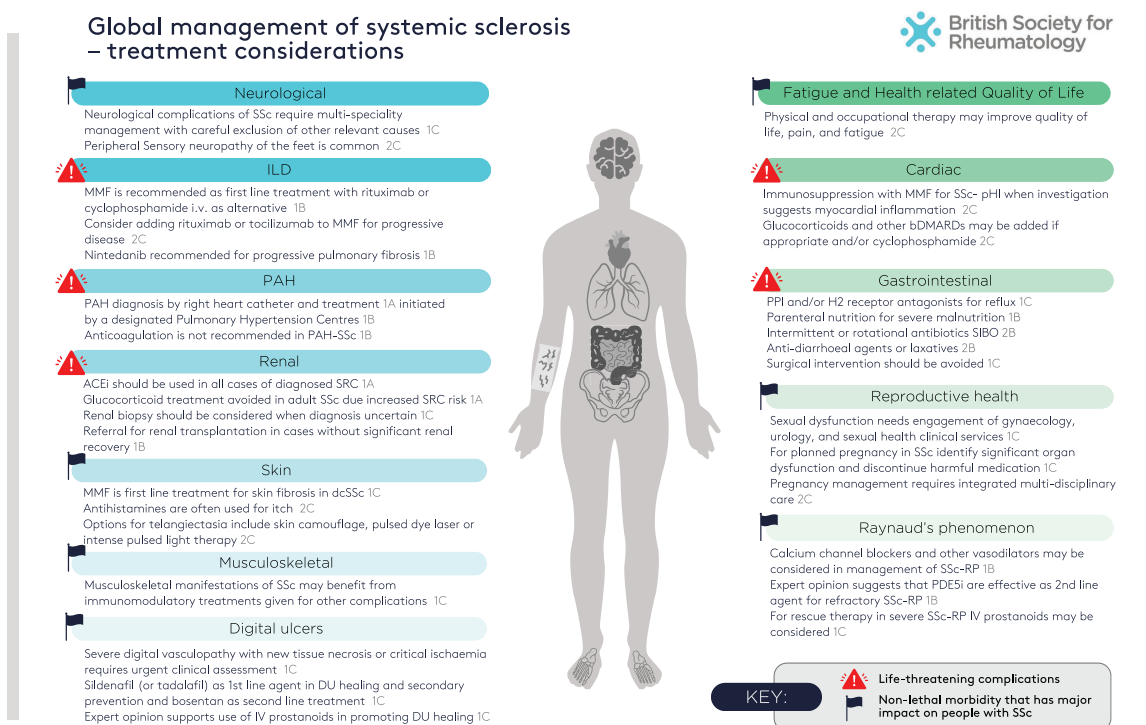 Global management of systemic sclerosis
– treatment considerations
British Society for
Rheumatology
Neurological
Neurological complications of SSc require multi-speciality
management with careful exclusion of other relevant causes 1C
Peripheral Sensory neuropathy of the feet is common 2C
ILD
MMF is recommended as first line treatment with rituximab or
cyclophosphamide i.v. as alternative 1B
Consider adding rituximab or tocilizumab to MMF for progressive
disease 2C
Nintedanib recommended for progressive pulmonary fibrosis 1B
PAH
PAH diagnosis by right heart catheter and treatment 1A initiated
by a designated Pulmonary Hypertension Centres 1B
Anticoagulation is not recommended in PAH-SSc 1B
Renal
ACEi should be used in all cases of diagnosed SRC 1A
Glucocorticoid treatment avoided in adult SSc due increased SRC risk 1A
Renal biopsy should be considered when diagnosis uncertain 1C
Referral for renal transplantation in cases without significant renal
recovery 1B
Skin
MMF is first line treatment for skin fibrosis in dcSSc 1C
Antihistamines are often used for itch 2C
Options for telangiectasia include skin camouflage, pulsed dye laser or
intense pulsed light therapy 2C
Musculoskeletal
Musculoskeletal manifestations of SSc may benefit from
immunomodulatory treatments given for other complications 1C
Digital ulcers
Severe digital vasculopathy with new tissue necrosis or critical ischaemia
requires urgent clinical assessment 1C
Sildenafil (or tadalafil) as 1st line agent in DU healing and secondary
prevention and bosentan as second line treatment 1C
Expert opinion supports use of IV prostanoids in promoting DU healing 1C
Fatigue and Health related Quality of Life
Physical and occupational therapy may improve quality of
life, pain, and fatigue 2C
Cardiac
Immunosuppression with MMF for SSc- pHI when investigation
suggests myocardial inflammation 2C
Glucocorticoids and other bDMARDs may be added if
appropriate and/or cyclophosphamide 2C
Gastrointestinal
PPI and/or H2 receptor antagonists for reflux 1C
Parenteral nutrition for severe malnutrition 1B
Intermittent or rotational antibiotics SIBO 2B
Anti-diarrhoeal agents or laxatives 2B
Surgical intervention should be avoided 1C
Reproductive health
Sexual dysfunction needs engagement of gynaecology,
urology, and sexual health clinical services 1C
For planned pregnancy in SSc identify significant organ
dysfunction and discontinue harmful medication 1C
Pregnancy management requires integrated multi-disciplinary
care 2C
Raynaud's phenomenon
Calcium channel blockers and other vasodilators may be
considered in management of SSc-RP 1B
Expert opinion suggests that PDE5i are effective as 2nd line
agent for refractory SSc-RP 1B
For rescue therapy in severe SSc-RP IV prostanoids may be
considered 1C
KEY:
Life-threatening complications
Non-lethal morbidity that has major
impact on people with SSc